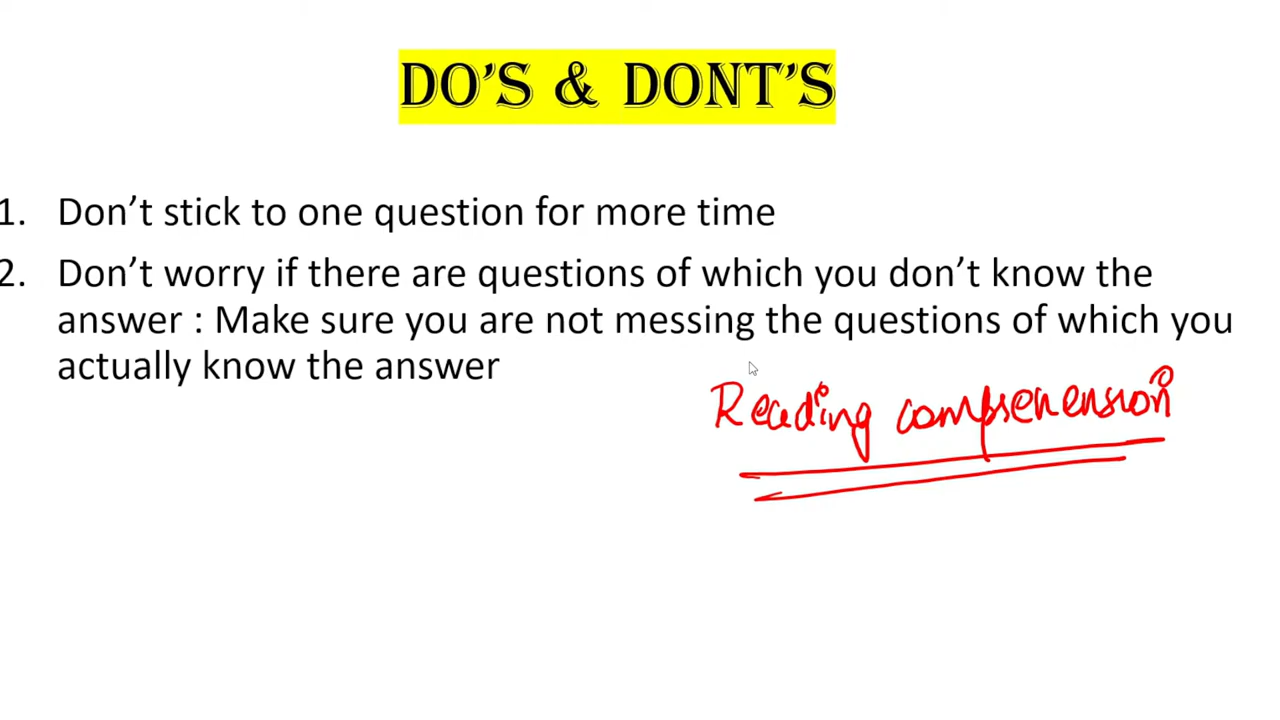 DO'S & DONT'S
1. Don't stick to one question for more time
2. Don't worry if there are questions of which you don't know the
answer : Make sure you are not messing the questions of which you
actually know the answer
Reading comprehension